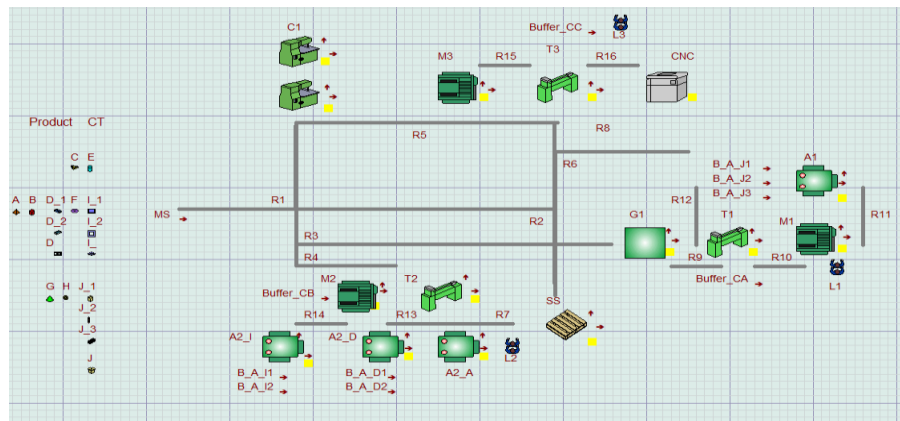 C1
Buffer_CC
L3
M3
R15
T3
R16
CNC
Product CT
R5
R8
C E
R6
B_A_J1
A1
B_A_J2
B_A_J3
A B D_1 F I_1
MS
R1
R2
R12
G1
T1
M1
R11
D_2
I_2
D
I_
R3
R4
R9
R10
Buffer_CA
L1
M2
T2
Buffer_CB
G H J_1
J_2
J_3
J
SS
R14
R13
R7
A2_I
A2_D
A2_A
L2
B_A_I1
B_A_I2
B_A_D1
B_A_D2